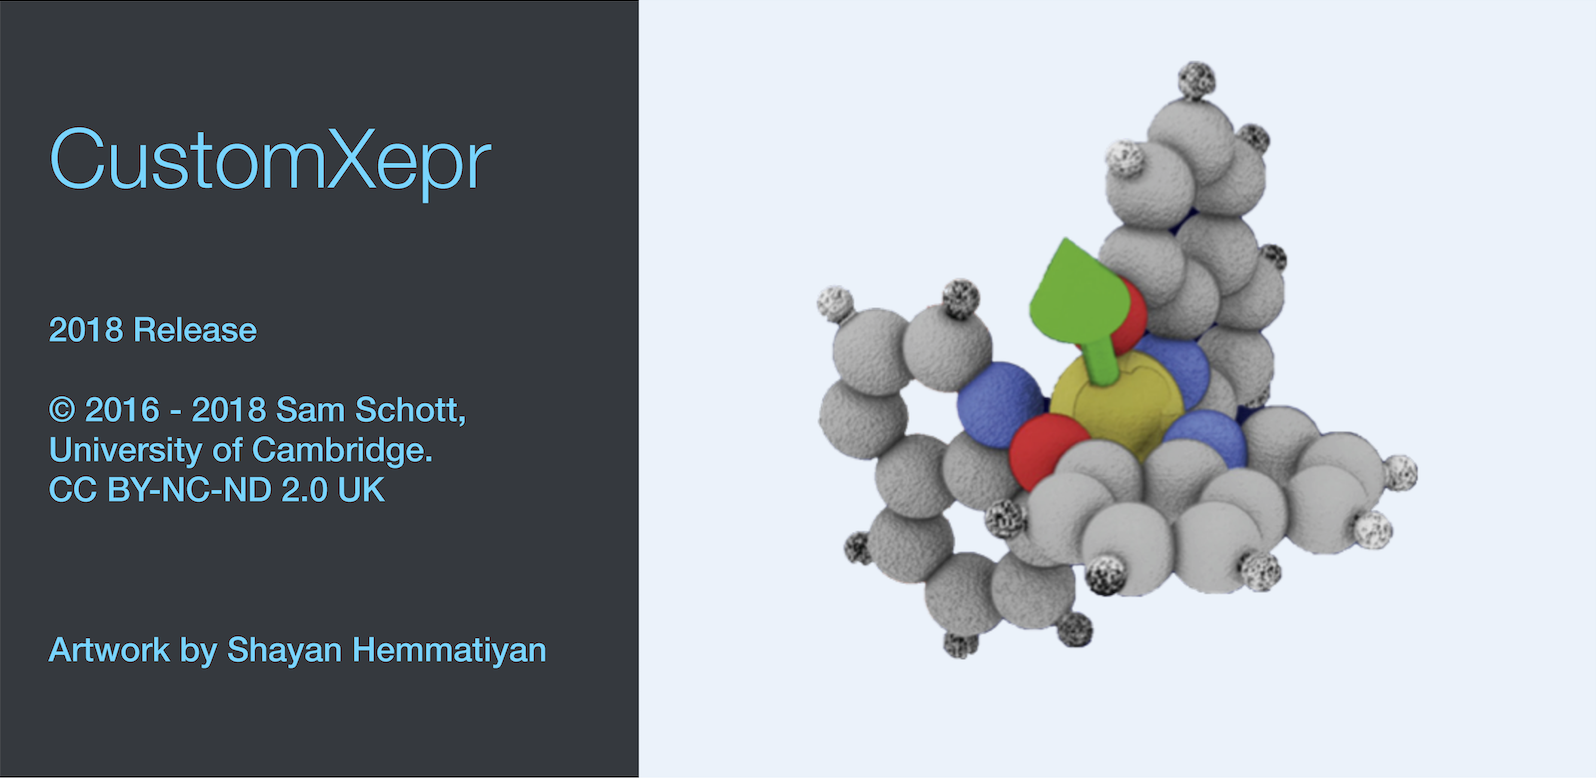 CustomXepr
2018 Release
© 2016 - 2018 Sam Schott,
University of Cambridge.
CC BY-NC-ND 2.0 UK
Artwork by Shayan Hemmatiyan